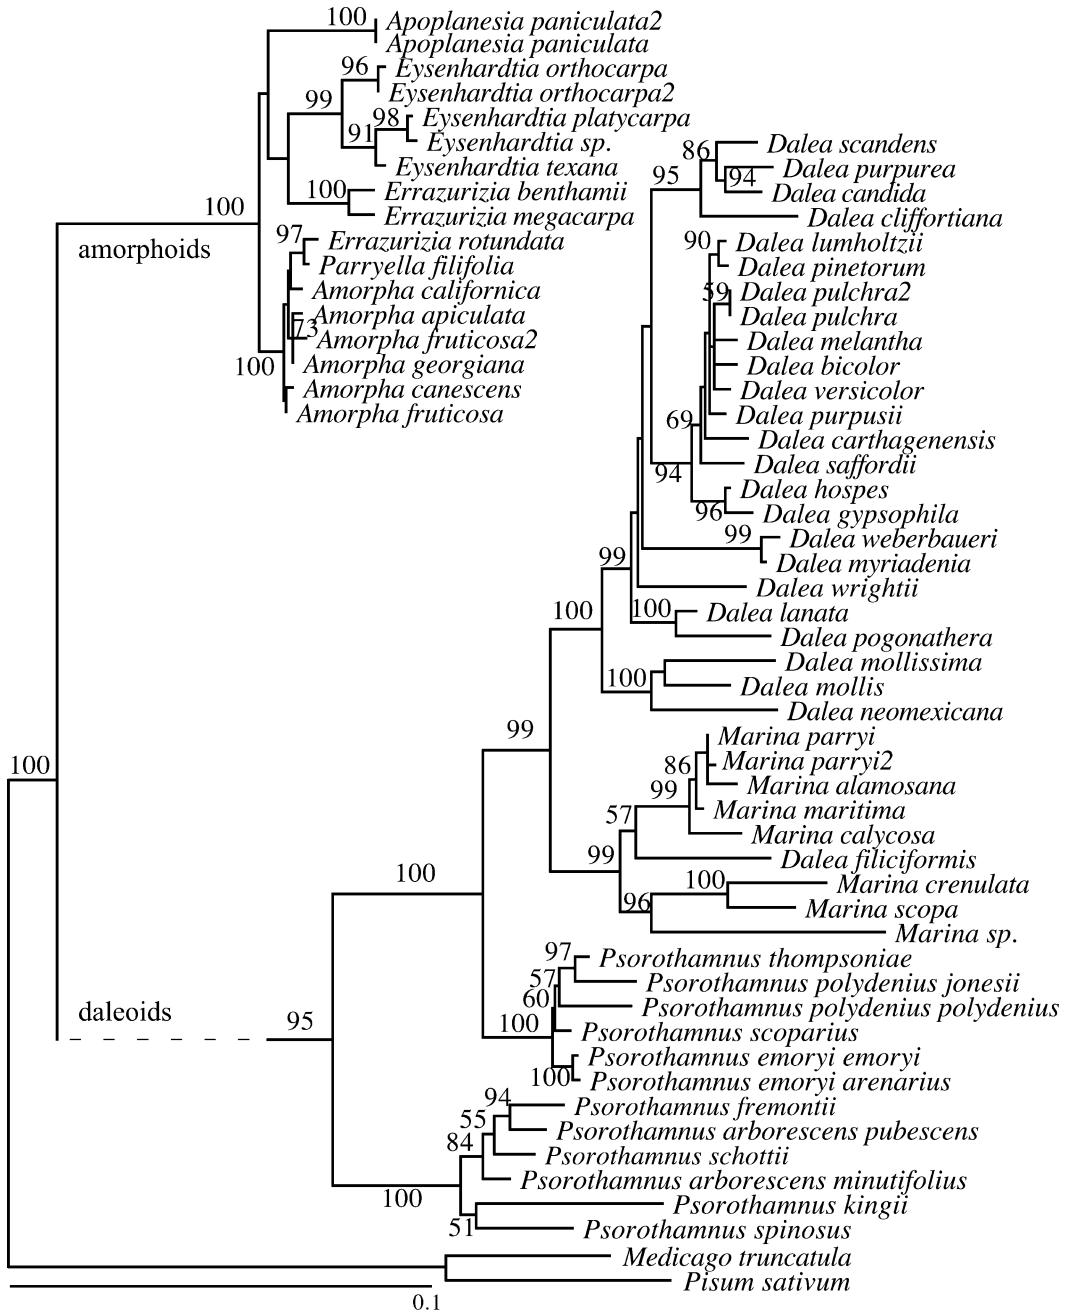 100
Apoplanesia paniculata2
Apoplanesia paniculata
96
Eysenhardtia orthocarpa
Eysenhardtia orthocarpa2
99
98
Eysenhardtia platycarpa
91
Eysenhardtia sp.
Eysenhardtia texana
100
Errazurizia benthamii
Errazurizia megacarpa
100
amorphoids
97
Errazurizia rotundata
Parryella filifolia
Amorpha californica
Amorpha apiculata
73
Amorpha fruticosa2
100
Amorpha georgiana
Amorpha canescens
Amorpha fruticosa
86
Dalea scandens
95
Dalea purpurea
94
Dalea candida
Dalea cliffortiana
90
Dalea lumholtzii
Dalea pinetorum
59
Dalea pulchra2
Dalea pulchra
Dalea melantha
Dalea bicolor
Dalea versicolor
Dalea purpusii
69
Dalea carthagenensis
94
Dalea saffordii
Dalea hospes
96
Dalea gypsophila
99
Dalea weberbaueri
99
Dalea myriadenia
Dalea wrightii
100
100
Dalea lanata
Dalea pogonathera
Dalea mollissima
100
Dalea mollis
Dalea neomexicana
99
Marina parryi
Marina parryi2
100
86
Marina alamosana
99
Marina maritima
57
Marina calycosa
99
Dalea filiciformis
100
100
Marina crenulata
96
Marina scopa
Marina sp.
97
Psorothamnus thompsoniae
57
Psorothamnus polydenius jonesii
60
Psorothamnus polydenius polydenius
daleoids
95
100
Psorothamnus scoparius
Psorothamnus emoryi emoryi
100
Psorothamnus emoryi arenarius
94
Psorothamnus fremontii
55
Psorothamnus arborescens pubescens
84
Psorothamnus schottii
100
Psorothamnus arborescens minutifolius
Psorothamnus kingii
51
Psorothamnus spinosus
Medicago truncatula
Pisum sativum
0.1